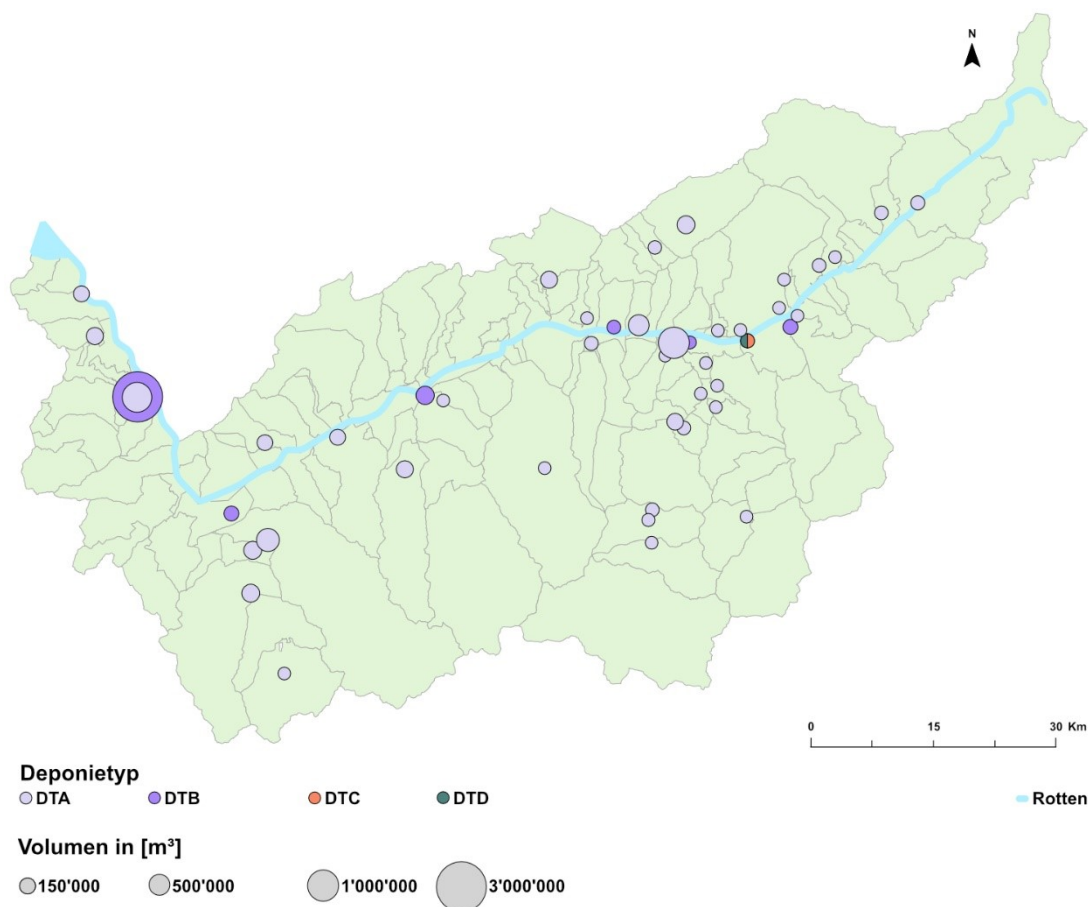 N
0 15 30 Km
Deponietyp
DTA DTB DTC DTD Rotten
Volumen in [m³]
150'000 500'000 1'000'000 3'000'000